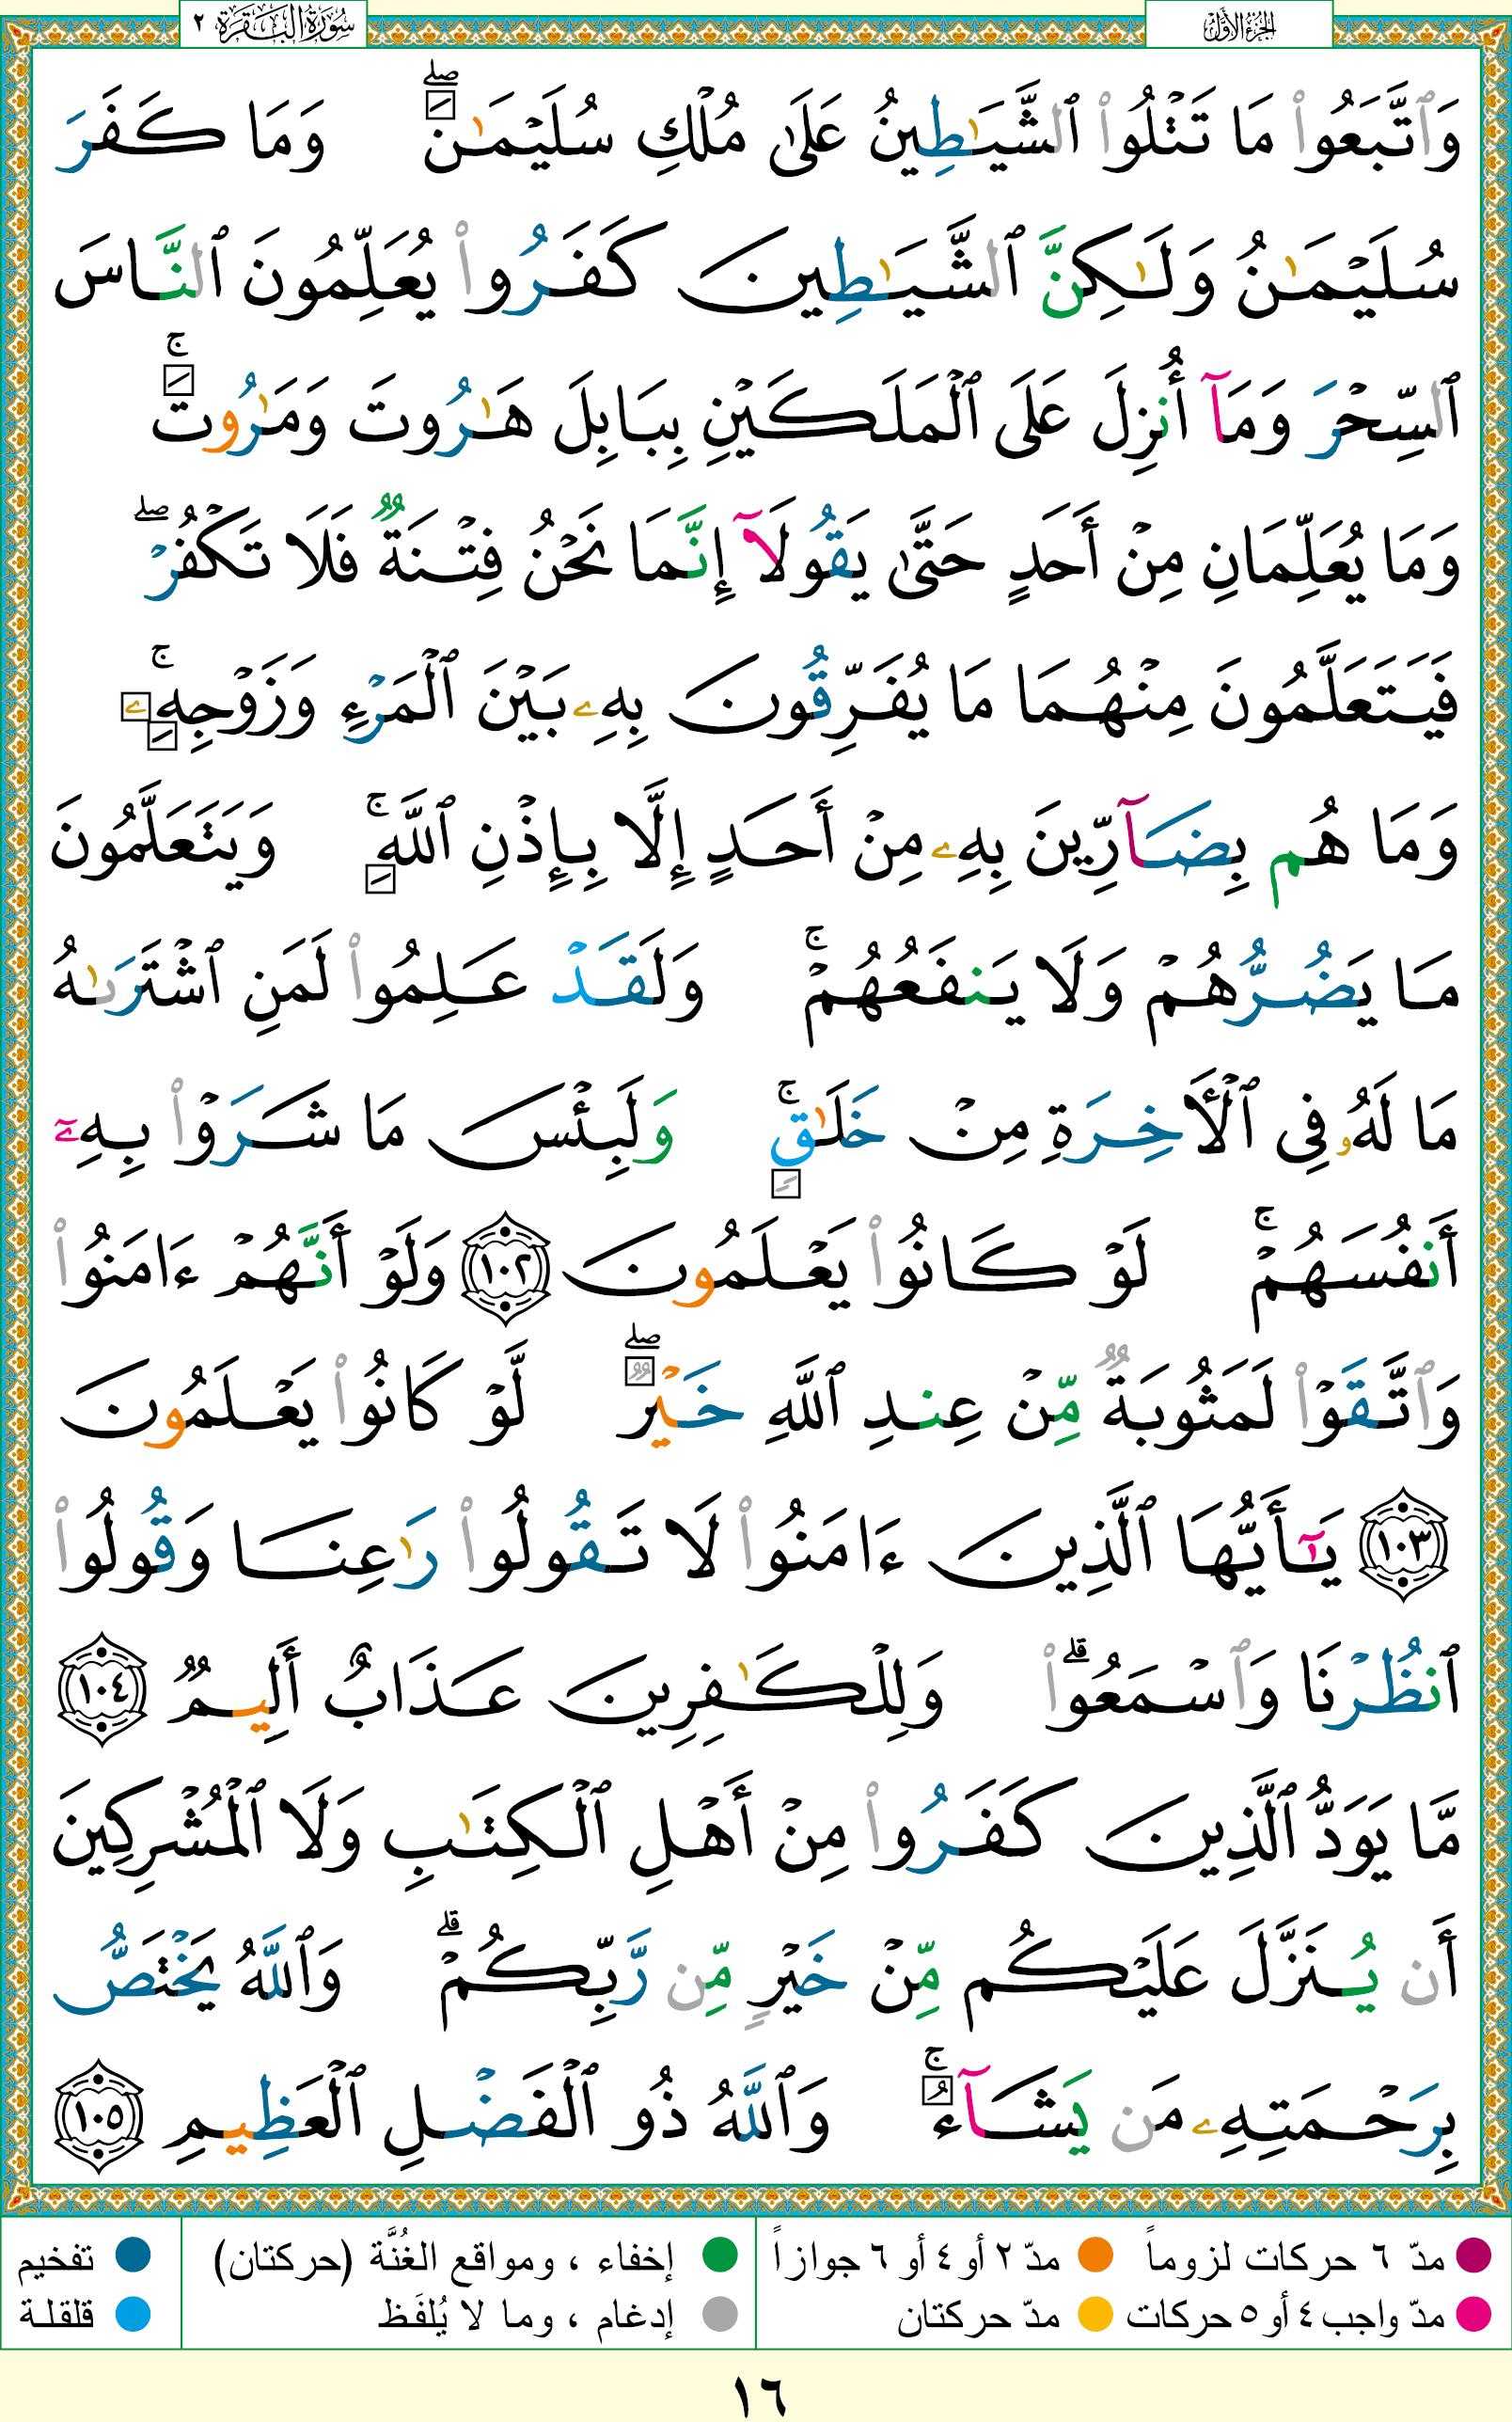 الجزء الأول
سورة البقرة ٢
وَٱتَّبَعُوا۟ مَا تَتْلُوا۟ ٱلشَّيَـٰطِينُ عَلَىٰ مُلْكِ سُلَيْمَـٰنَ ۖ وَمَا كَفَرَ
سُلَيْمَـٰنُ وَلَـٰكِنَّ ٱلشَّيَـٰطِينَ كَفَرُوا۟ يُعَلِّمُونَ ٱلنَّاسَ
ٱلسِّحْرَ وَمَآ أُنزِلَ عَلَى ٱلْمَلَكَيْنِ بِبَابِلَ هَـٰرُوتَ وَمَـٰرُوتَ ۚ
وَمَا يُعَلِّمَانِ مِنْ أَحَدٍ حَتَّىٰ يَقُولَآ إِنَّمَا نَحْنُ فِتْنَةٌ فَلَا تَكْفُرْ ۖ
فَيَتَعَلَّمُونَ مِنْهُمَا مَا يُفَرِّقُونَ بِهِۦ بَيْنَ ٱلْمَرْءِ وَزَوْجِهِۦ ۚ
وَمَا هُم بِضَآرِّينَ بِهِۦ مِنْ أَحَدٍ إِلَّا بِإِذْنِ ٱللَّهِ ۚ وَيَتَعَلَّمُونَ
مَا يَضُرُّهُمْ وَلَا يَنفَعُهُمْ ۚ وَلَقَدْ عَلِمُوا۟ لَمَنِ ٱشْتَرَىٰهُ
مَا لَهُۥ فِى ٱلْـَٔاخِرَةِ مِنْ خَلَـٰقٍ ۚ وَلَبِئْسَ مَا شَرَوْا۟ بِهِۦٓ
أَنفُسَهُمْ ۚ لَوْ كَانُوا۟ يَعْلَمُونَ ١٠٢ وَلَوْ أَنَّهُمْ ءَامَنُوا۟
وَٱتَّقَوْا۟ لَمَثُوبَةٌ مِّنْ عِندِ ٱللَّهِ خَيْرٌ ۖ لَّوْ كَانُوا۟ يَعْلَمُونَ
١٠٣ يَـٰٓأَيُّهَا ٱلَّذِينَ ءَامَنُوا۟ لَا تَقُولُوا۟ رَٰعِنَا وَقُولُوا۟
ٱنظُرْنَا وَٱسْمَعُوا۟ ۗ وَلِلْكَـٰفِرِينَ عَذَابٌ أَلِيمٌ ١٠٤
مَّا يَوَدُّ ٱلَّذِينَ كَفَرُوا۟ مِنْ أَهْلِ ٱلْكِتَـٰبِ وَلَا ٱلْمُشْرِكِينَ
أَن يُنَزَّلَ عَلَيْكُم مِّنْ خَيْرٍ مِّن رَّبِّكُمْ ۗ وَٱللَّهُ يَخْتَصُّ
بِرَحْمَتِهِۦ مَن يَشَآءُ ۚ وَٱللَّهُ ذُو ٱلْفَضْلِ ٱلْعَظِيمِ ١٠٥
مدّ ٦ حركات لزوماً مدّ ٢ أو ٤ أو ٦ جوازاً إخفاء ، ومواقع الغُنَّة (حركتان) تفخيم
مدّ واجب ٤ أو ٥ حركات مدّ حركتان إدغام ، وما لا يُلفَظ قلقلة
١٦